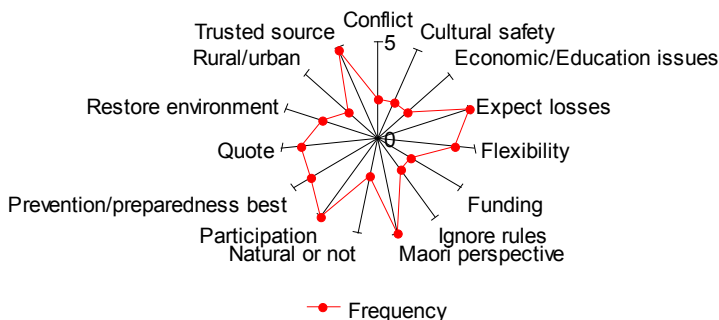 Conflict
Trusted source
5
Cultural safety
Rural/urban
Economic/Education issues
Restore environment
Expect losses
0
Quote
Flexibility
Prevention/preparedness best
Funding
Participation
Ignore rules
Natural or not
Maori perspective
Frequency